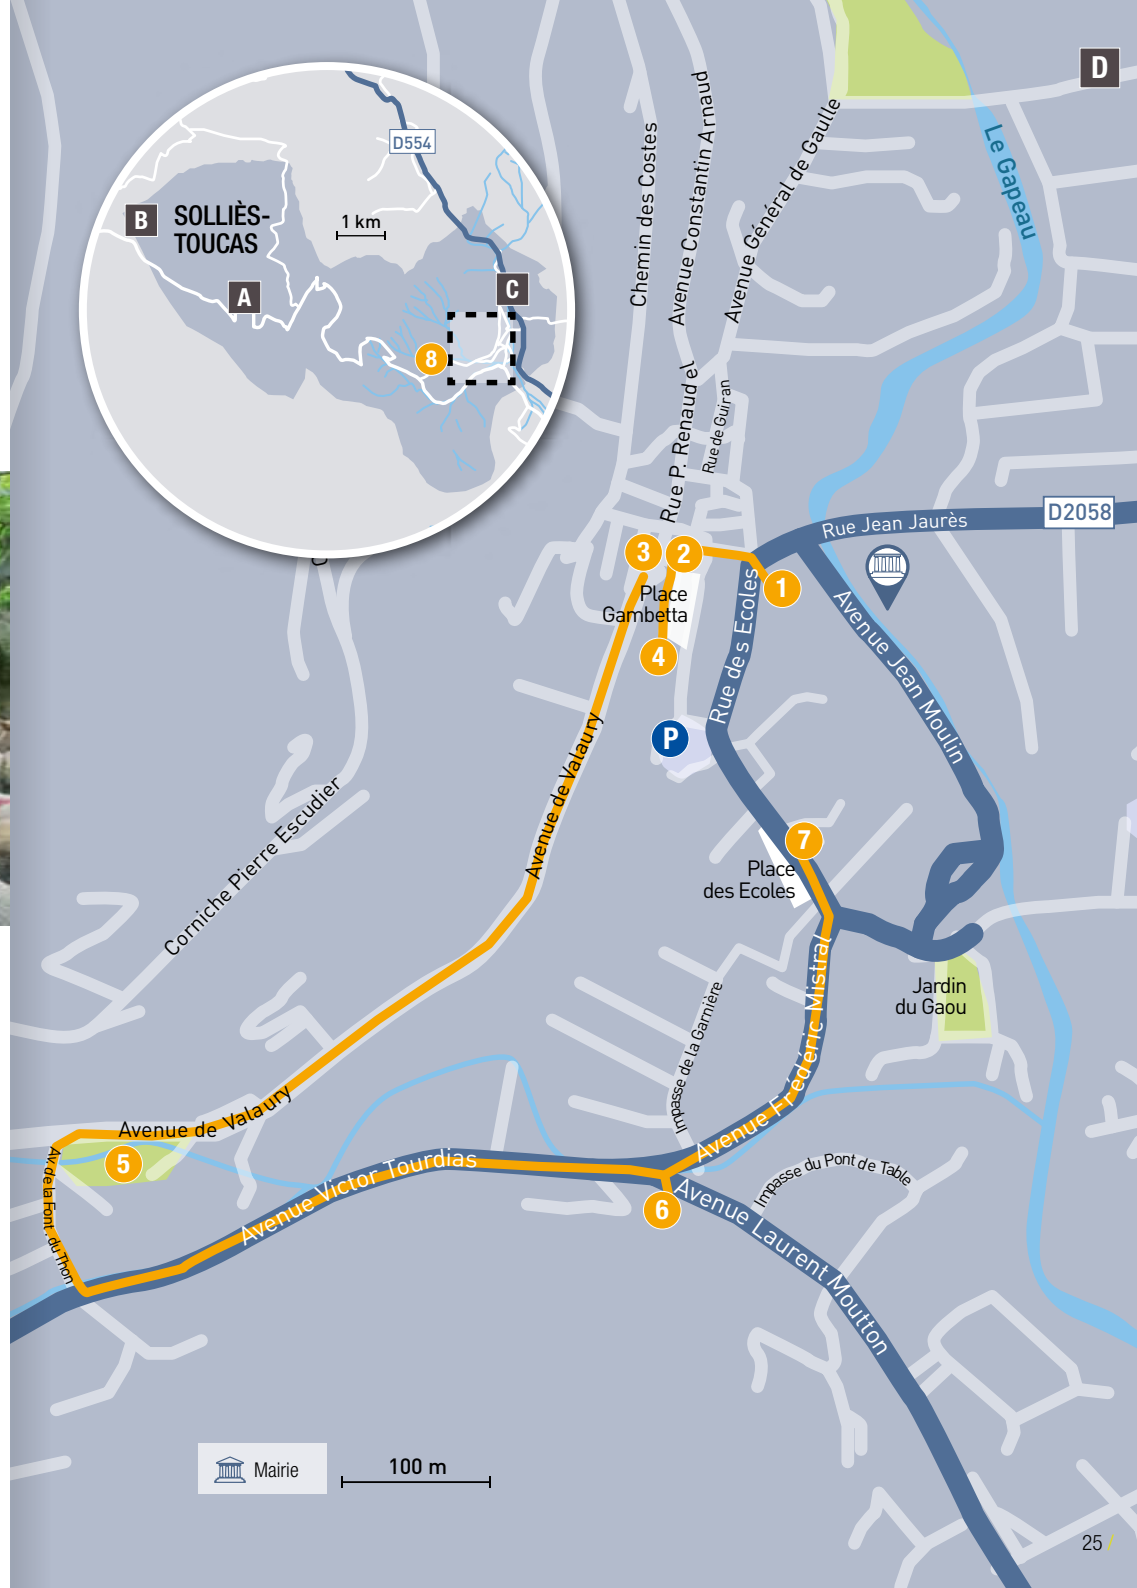 D
D554
B
SOLLIÈS-
TOUCAS
1 km
A
C
8
Chemin des Costes
Avenue Constantin Arnaud
Avenue Général de Gaulle
Le Gapeau
Rue P. Renaudel
Rue de Guiran
Rue Jean Jaurès
D2058
3
2
1
Place
Gambetta
4
Rue des Ecoles
Avenue Jean Moulin
P
Avenue de Valaury
7
Place
des Ecoles
Corniche Pierre Escudier
Jardin
du Gaou
Impasse de la Garnière
Avenue Frédéric Mistral
Avenue de Valaury
5
Av. de la Font. du Thon
Avenue Victor Tourdias
6
Impasse du Pont de Table
Avenue Laurent Moutton
Mairie
100 m
25 /